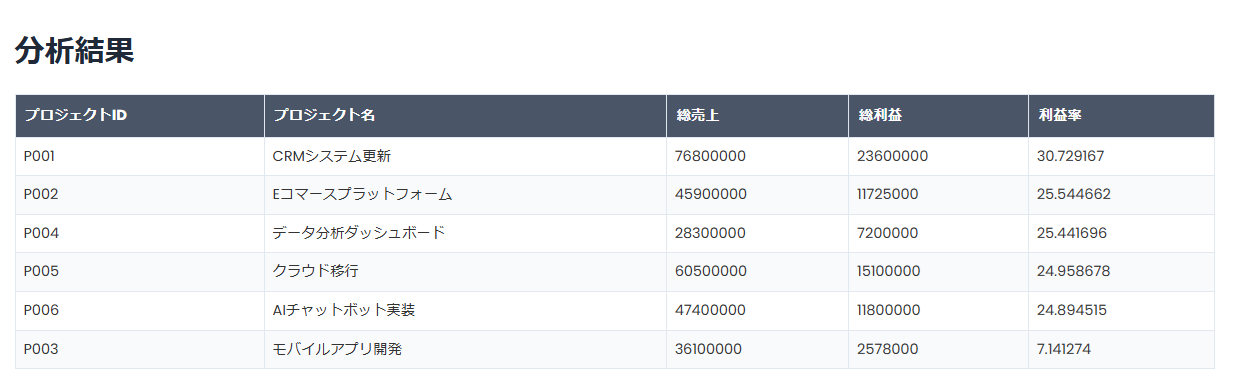 分析結果
プロジェクトID プロジェクト名 総売上 総利益 利益率
P001 CRMシステム更新 76800000 23600000 30.729167
P002 Eコマースプラットフォーム 45900000 11725000 25.544662
P004 データ分析ダッシュボード 28300000 7200000 25.441696
P005 クラウド移行 60500000 15100000 24.958678
P006 AIチャットボット実装 47400000 11800000 24.894515
P003 モバイルアプリ開発 36100000 2578000 7.141274